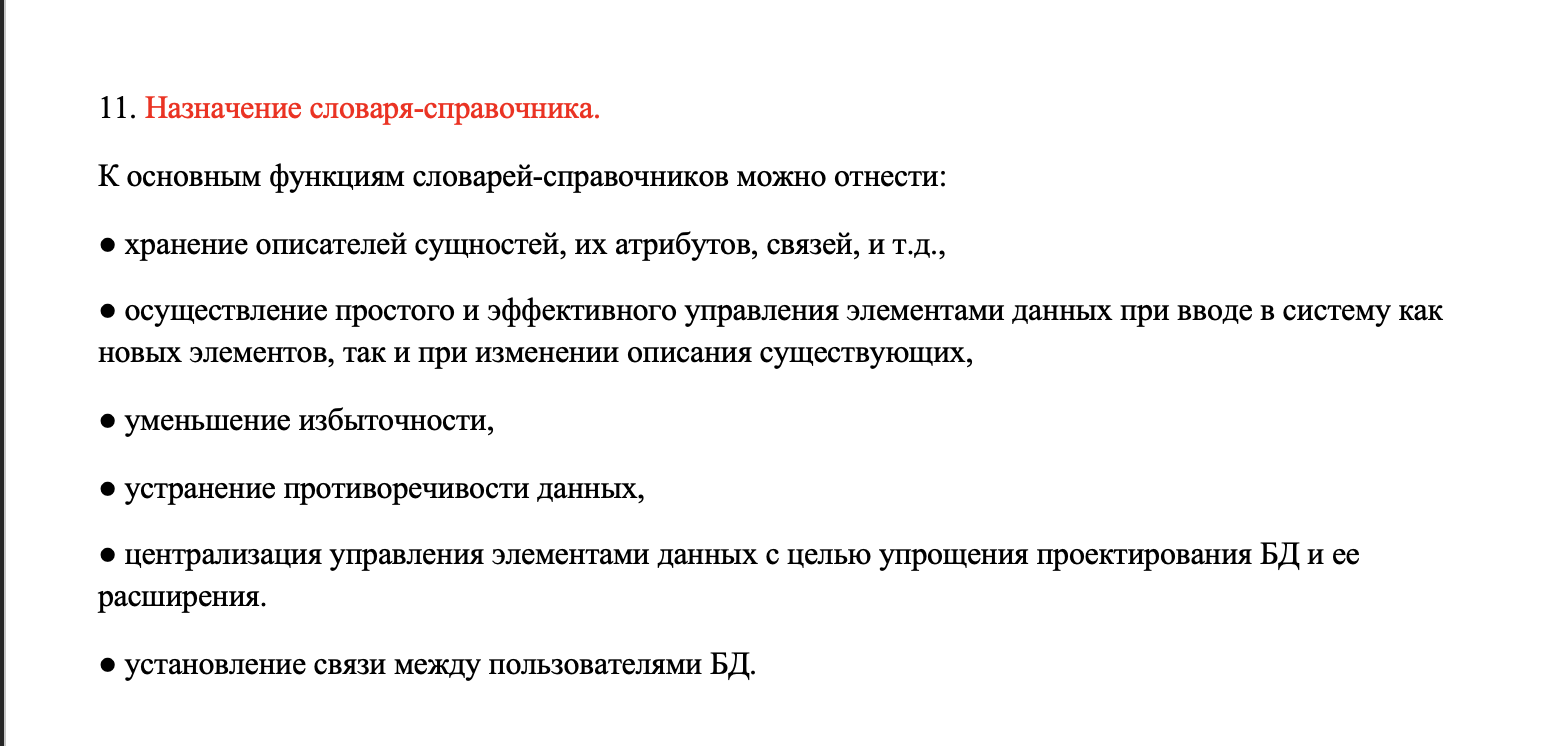 11. Назначение словаря-справочника.
К основным функциям словарей-справочников можно отнести:
● хранение описателей сущностей, их атрибутов, связей, и т.д.,
● осуществление простого и эффективного управления элементами данных при вводе в систему как
новых элементов, так и при изменении описания существующих,
● уменьшение избыточности,
● устранение противоречивости данных,
● централизация управления элементами данных с целью упрощения проектирования БД и ее
расширения.
● установление связи между пользователями БД.